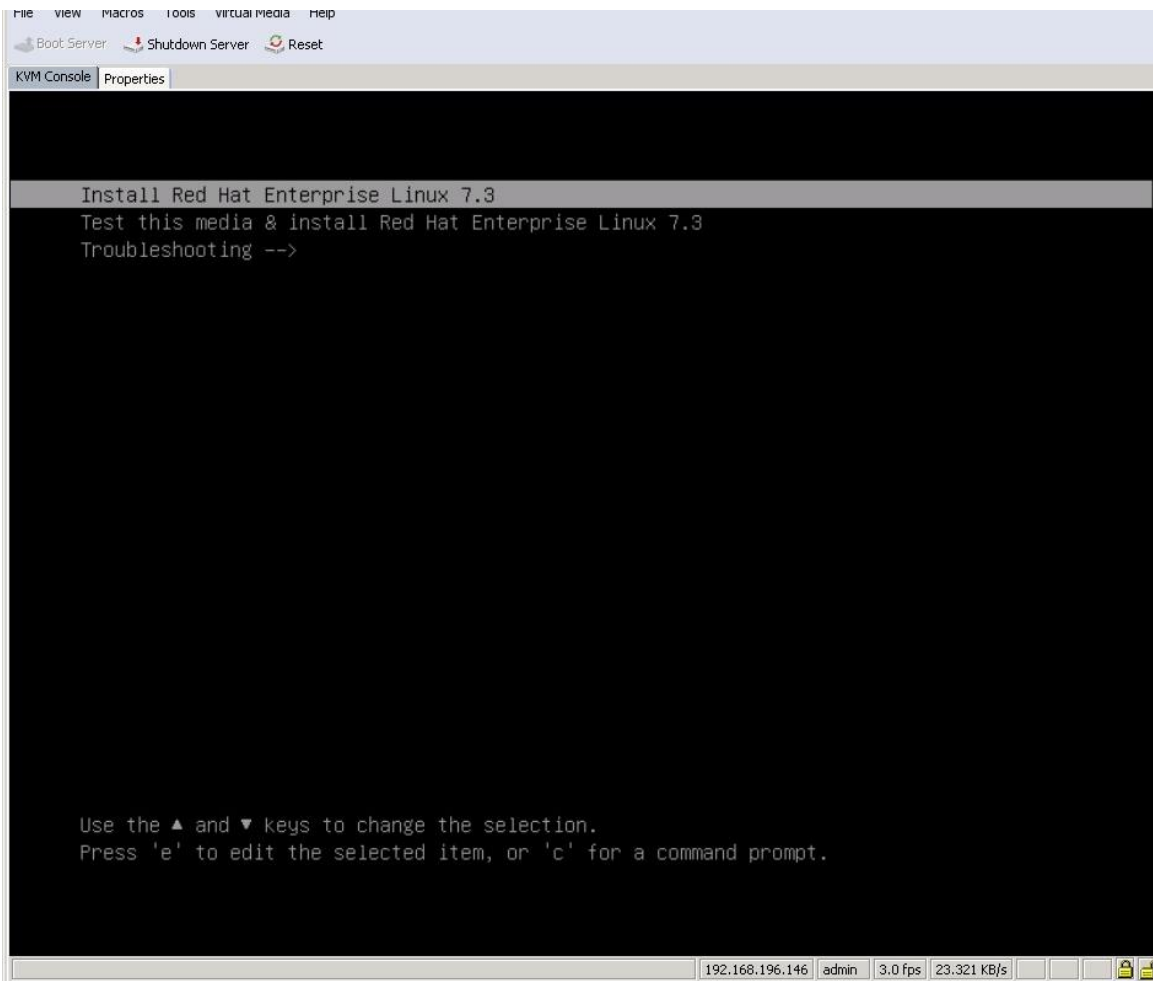 File View Macros Tools Virtual Media Help
Boot Server Shutdown Server Reset
KVM Console Properties
Install Red Hat Enterprise Linux 7.3
Test this media & install Red Hat Enterprise Linux 7.3
Troubleshooting -->
Use the ▲ and ▼ keys to change the selection.
Press 'e' to edit the selected item, or 'c' for a command prompt.
192.168.196.146 admin 3.0 fps 23.321 KB/s